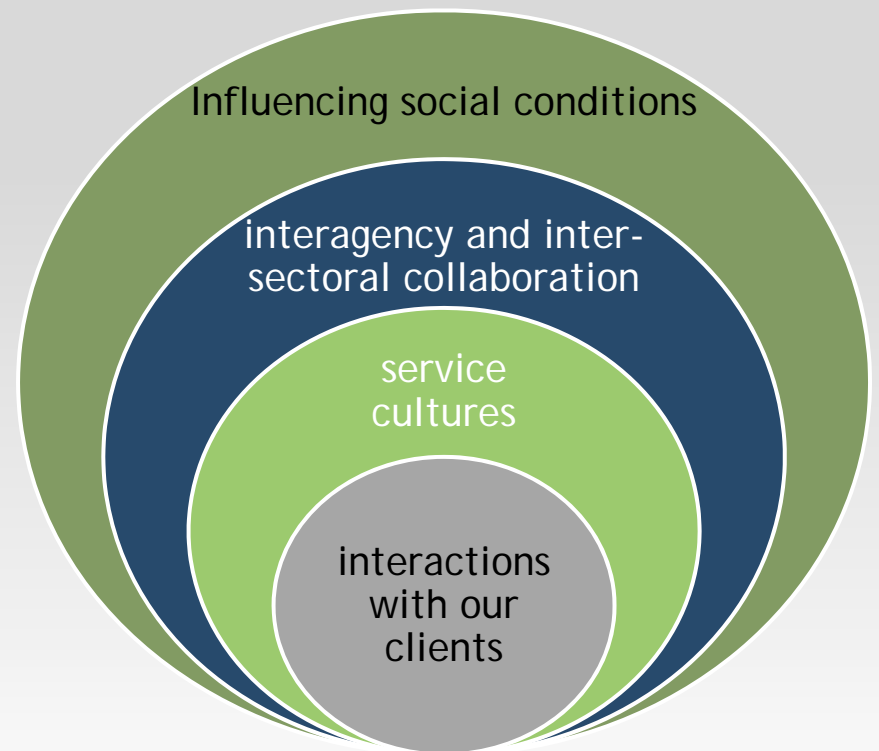 Influencing social conditions
interagency and inter-
sectoral collaboration
service
cultures
interactions
with our
clients